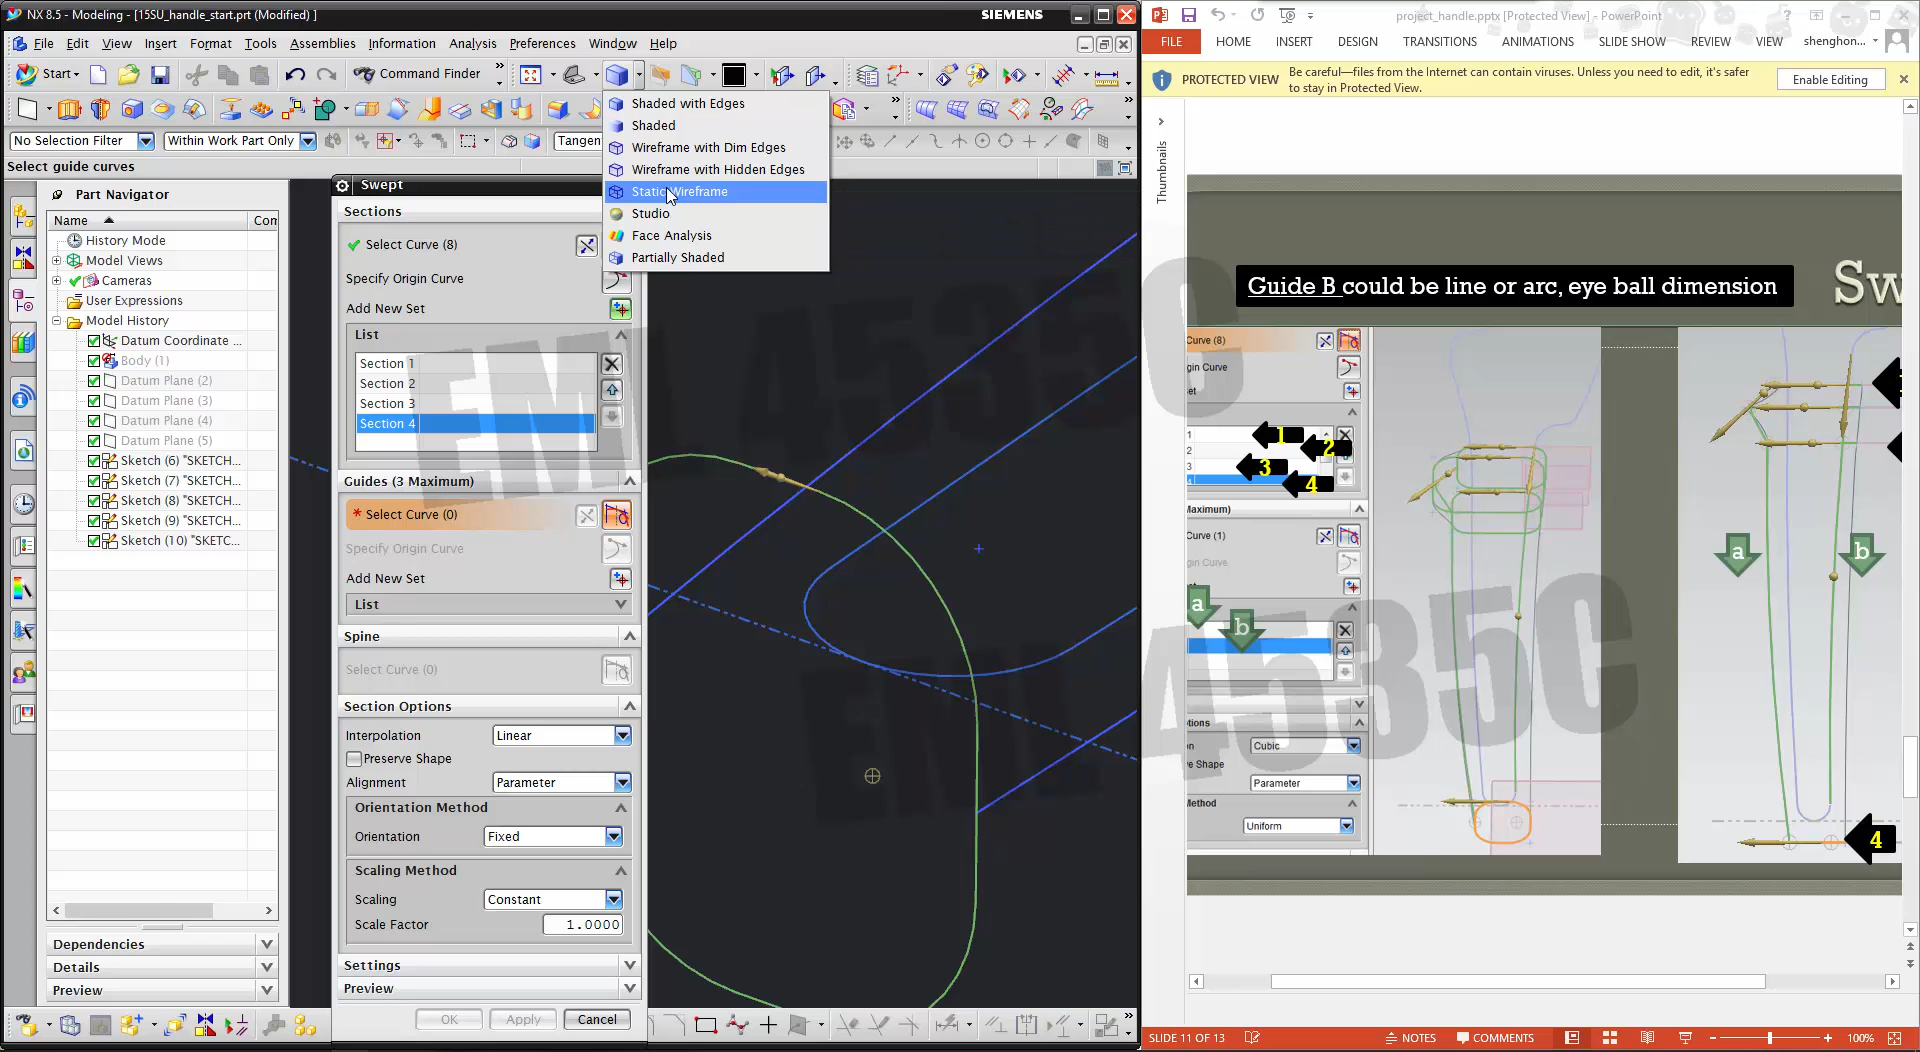 NX 8.5 - Modeling - [15SU_handle_start.prt (Modified) ]
SIEMENS
File Edit View Insert Format Tools Assemblies Information Analysis Preferences Window Help
Start
Command Finder
No Selection Filter
Within Work Part Only
Tangen
Select guide curves
Shaded with Edges
Shaded
Wireframe with Dim Edges
Wireframe with Hidden Edges
Static Wireframe
Studio
Face Analysis
Partially Shaded
Part Navigator
Name
Com
History Mode
Model Views
Cameras
User Expressions
Model History
Datum Coordinate ...
Body (1)
Datum Plane (2)
Datum Plane (3)
Datum Plane (4)
Datum Plane (5)
Sketch (6) "SKETCH...
Sketch (7) "SKETCH...
Sketch (8) "SKETCH...
Sketch (9) "SKETCH...
Sketch (10) "SKETC...
Dependencies
Details
Preview
Swept
Sections
Select Curve (8)
Specify Origin Curve
Add New Set
List
Section 1
Section 2
Section 3
Section 4
Guides (3 Maximum)
* Select Curve (0)
Specify Origin Curve
Add New Set
List
Spine
Select Curve (0)
Section Options
Interpolation
Linear
Preserve Shape
Alignment
Parameter
Orientation Method
Orientation
Fixed
Scaling Method
Scaling
Constant
Scale Factor
1.0000
Settings
Preview
OK
Apply
Cancel
EML4535C
EML4535C
project_handle.pptx [Protected View] - PowerPoint
FILE HOME INSERT DESIGN TRANSITIONS ANIMATIONS SLIDE SHOW REVIEW VIEW shenghon...
PROTECTED VIEW
Be careful—files from the Internet can contain viruses. Unless you need to edit, it's safer
to stay in Protected View.
Enable Editing
Thumbnails
Guide B could be line or arc, eye ball dimension
Sw
Curve (8)
gin Curve
et
1
2
3
1
2
3
4
Maximum)
Curve (1)
gin Curve
a
b
ptions
on
Cubic
e Shape
Parameter
Method
Uniform
a
b
4
SLIDE 11 OF 13
NOTES
COMMENTS
100%